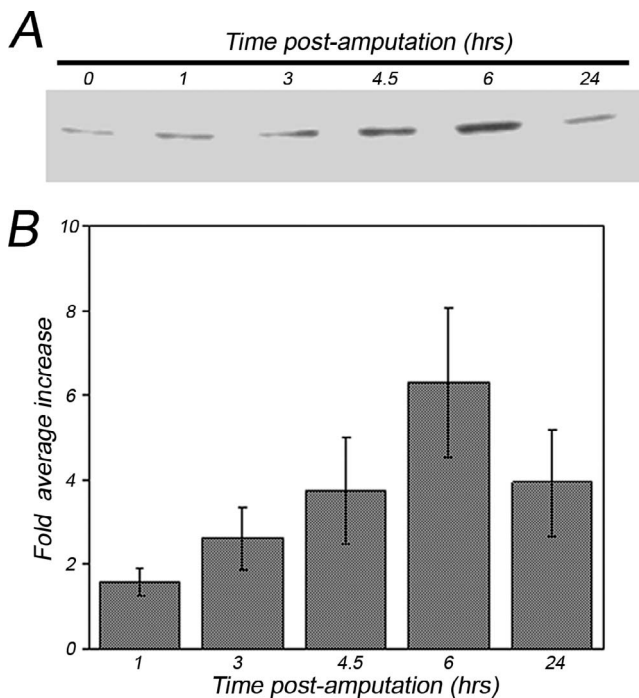 A
Time post-amputation (hrs)
0 1 3 4.5 6 24
B
10
8
6
4
2
0
Fold average increase
1 3 4.5 6 24
Time post-amputation (hrs)